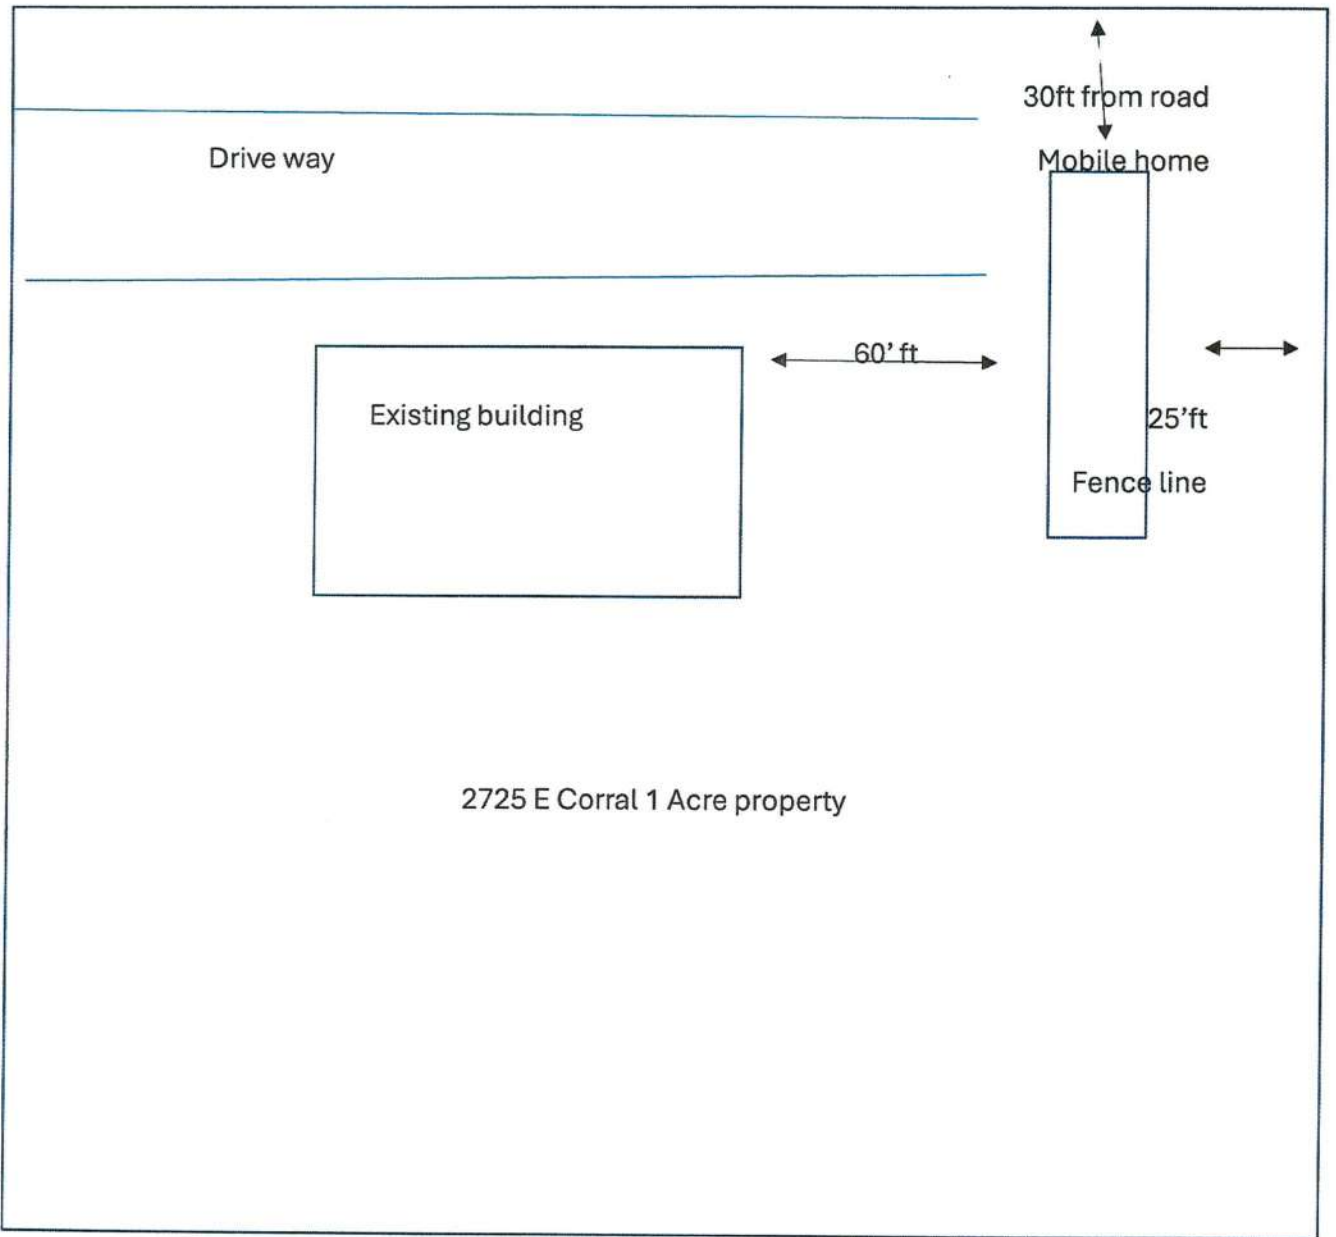 30ft from road
Drive way
Mobile home
60' ft
Existing building
25'ft
Fence line
2725 E Corral 1 Acre property